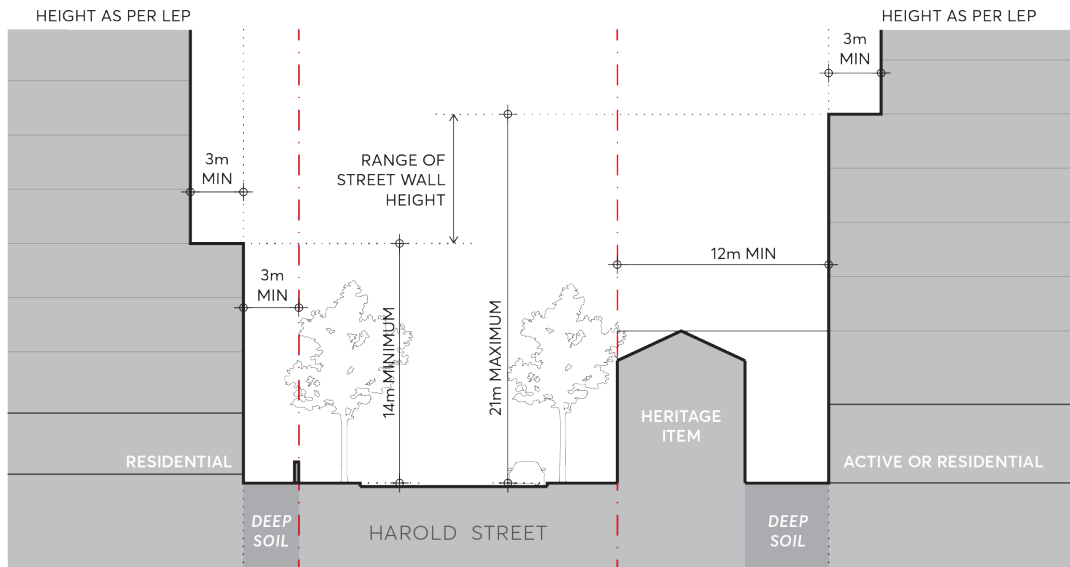 HEIGHT AS PER LEP
HEIGHT AS PER LEP
3m
MIN
3m
MIN
RANGE OF
STREET WALL
HEIGHT
12m MIN
3m
MIN
14m MINIMUM
21m MAXIMUM
HERITAGE
ITEM
RESIDENTIAL
ACTIVE OR RESIDENTIAL
DEEP
SOIL
HAROLD STREET
DEEP
SOIL